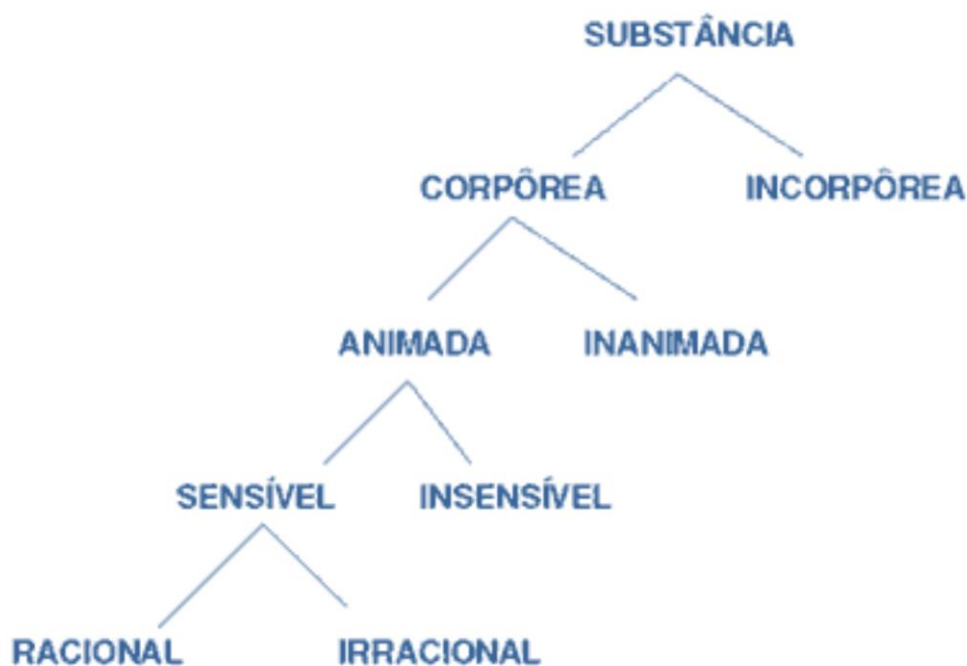 SUBSTÂNCIA
CORPÔREA INCORPÔREA
ANIMADA INANIMADA
SENSÍVEL INSENSÍVEL
RACIONAL IRRACIONAL